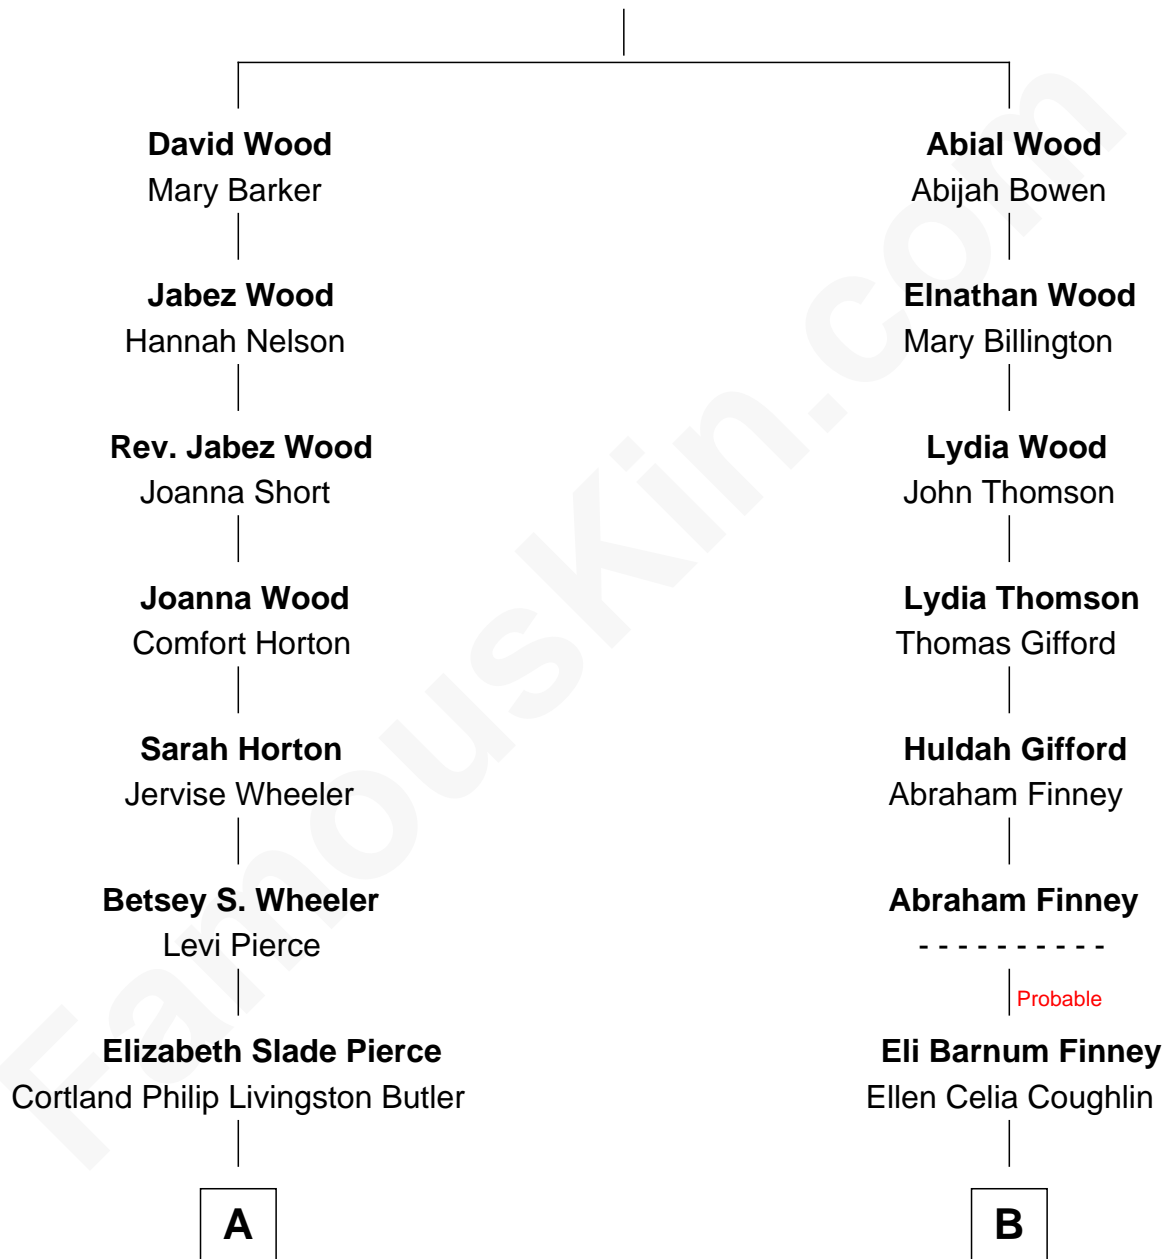 David Wood
Mary Barker
Abial Wood
Abijah Bowen
Jabez Wood
Hannah Nelson
Elnathan Wood
Mary Billington
Rev. Jabez Wood
Joanna Short
Lydia Wood
John Thomson
Joanna Wood
Comfort Horton
Lydia Thomson
Thomas Gifford
Sarah Horton
Jervise Wheeler
Huldah Gifford
Abraham Finney
Betsey S. Wheeler
Levi Pierce
Abraham Finney
- - - - - - - - - -
Probable
Elizabeth Slade Pierce
Cortland Philip Livingston Butler
Eli Barnum Finney
Ellen Celia Coughlin
A
B
FamousKin.com